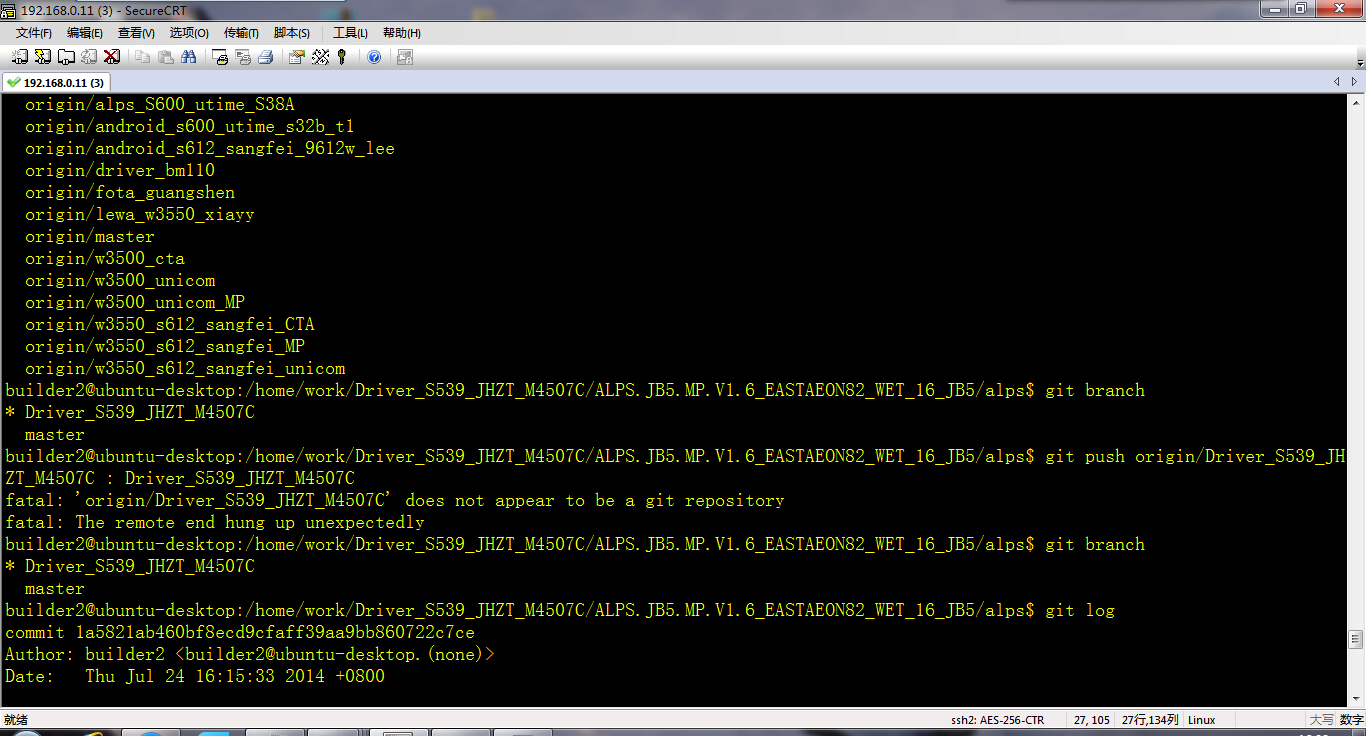 192.168.0.11 (3) - SecureCRT
文件(F) 编辑(E) 查看(V) 选项(O) 传输(T) 脚本(S) 工具(L) 帮助(H)
192.168.0.11 (3)
origin/alps_S600_utime_S38A
origin/android_s600_utime_s32b_t1
origin/android_s612_sangfei_9612w_lee
origin/driver_bm110
origin/fota_guangshen
origin/lewa_w3550_xiayy
origin/master
origin/w3500_cta
origin/w3500_unicom
origin/w3500_unicom_MP
origin/w3550_s612_sangfei_CTA
origin/w3550_s612_sangfei_MP
origin/w3550_s612_sangfei_unicom
builder2@ubuntu-desktop:/home/work/Driver_S539_JHZT_M4507C/ALPS.JB5.MP.V1.6_EASTAEON82_WET_16_JB5/alps$ git branch
* Driver_S539_JHZT_M4507C
master
builder2@ubuntu-desktop:/home/work/Driver_S539_JHZT_M4507C/ALPS.JB5.MP.V1.6_EASTAEON82_WET_16_JB5/alps$ git push origin/Driver_S539_JH
ZT_M4507C : Driver_S539_JHZT_M4507C
fatal: 'origin/Driver_S539_JHZT_M4507C' does not appear to be a git repository
fatal: The remote end hung up unexpectedly
builder2@ubuntu-desktop:/home/work/Driver_S539_JHZT_M4507C/ALPS.JB5.MP.V1.6_EASTAEON82_WET_16_JB5/alps$ git branch
* Driver_S539_JHZT_M4507C
master
builder2@ubuntu-desktop:/home/work/Driver_S539_JHZT_M4507C/ALPS.JB5.MP.V1.6_EASTAEON82_WET_16_JB5/alps$ git log
commit 1a5821ab460bf8ecd9cfaff39aa9bb860722c7ce
Author: builder2 <builder2@ubuntu-desktop.(none)>
Date:   Thu Jul 24 16:15:33 2014 +0800
就绪 ssh2: AES-256-CTR 27, 105 27行,134列 Linux 大写 数字